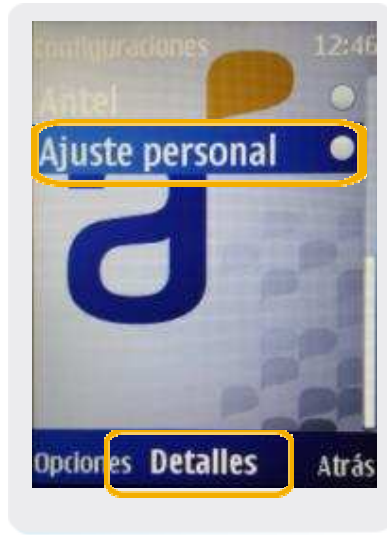 Configuraciones 12:46
Antel
Ajuste personal
Opciones Detalles Atrás